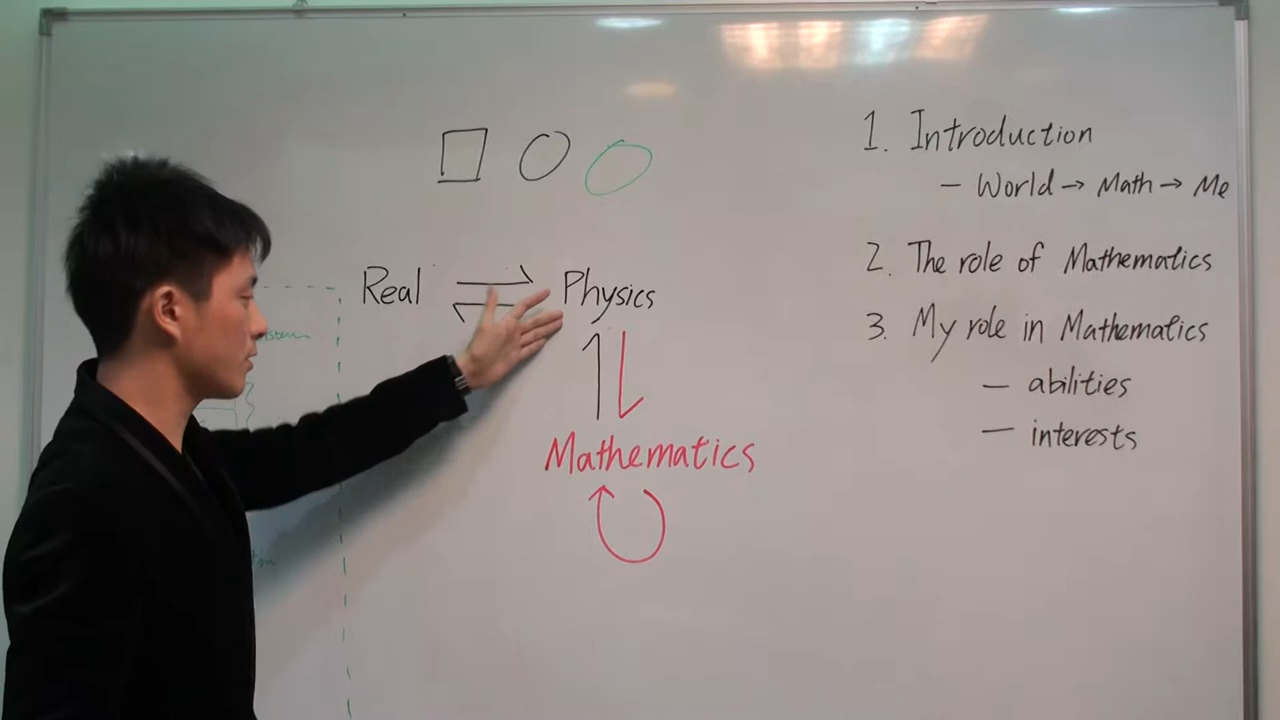 Real ⇌ Physics
Mathematics
1. Introduction
- World → Math → Me
2. The role of Mathematics
3. My role in Mathematics
- abilities
- interests